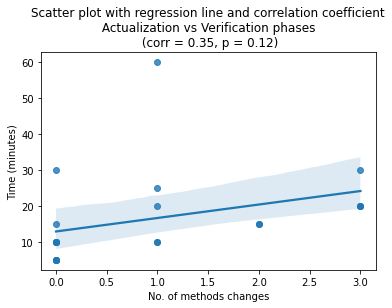 Scatter plot with regression line and correlation coefficient
Actualization vs Verification phases
(corr = 0.35, p = 0.12)
60
50
40
30
20
10
Time (minutes)
0.0 0.5 1.0 1.5 2.0 2.5 3.0
No. of methods changes